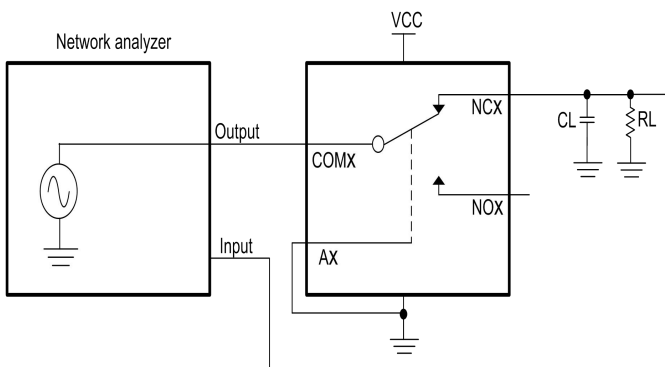 VCC
Network analyzer
NCX
CL
RL
Output
COMX
NOX
Input
AX